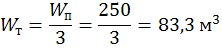 Wт = Wп/3 = 250/3 = 83,3 м³